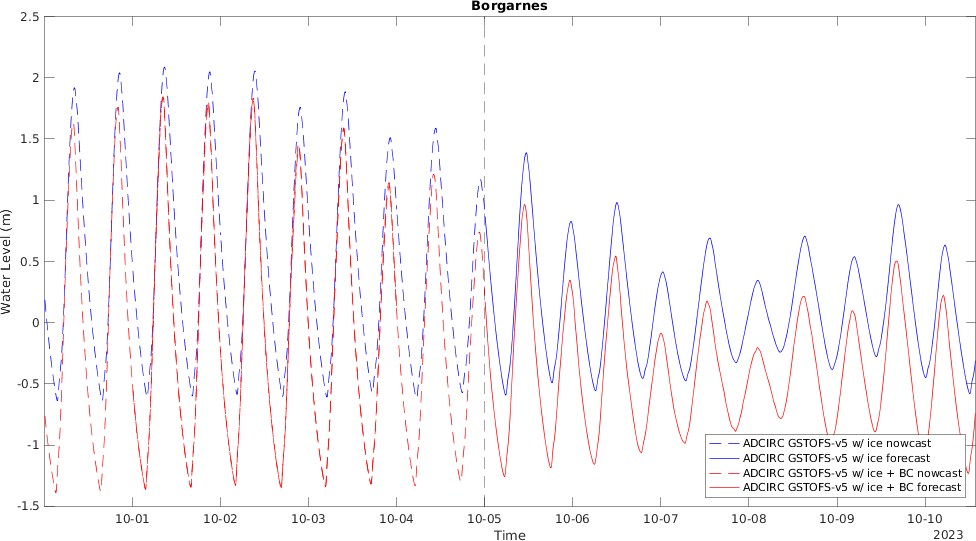 Borgarnes
2.5
2
1.5
1
0.5
0
-0.5
-1
-1.5
Water Level (m)
10-01 10-02 10-03 10-04 10-05 10-06 10-07 10-08 10-09 10-10
Time
2023
ADCIRC GSTOFS-v5 w/ ice nowcast
ADCIRC GSTOFS-v5 w/ ice forecast
ADCIRC GSTOFS-v5 w/ ice + BC nowcast
ADCIRC GSTOFS-v5 w/ ice + BC forecast